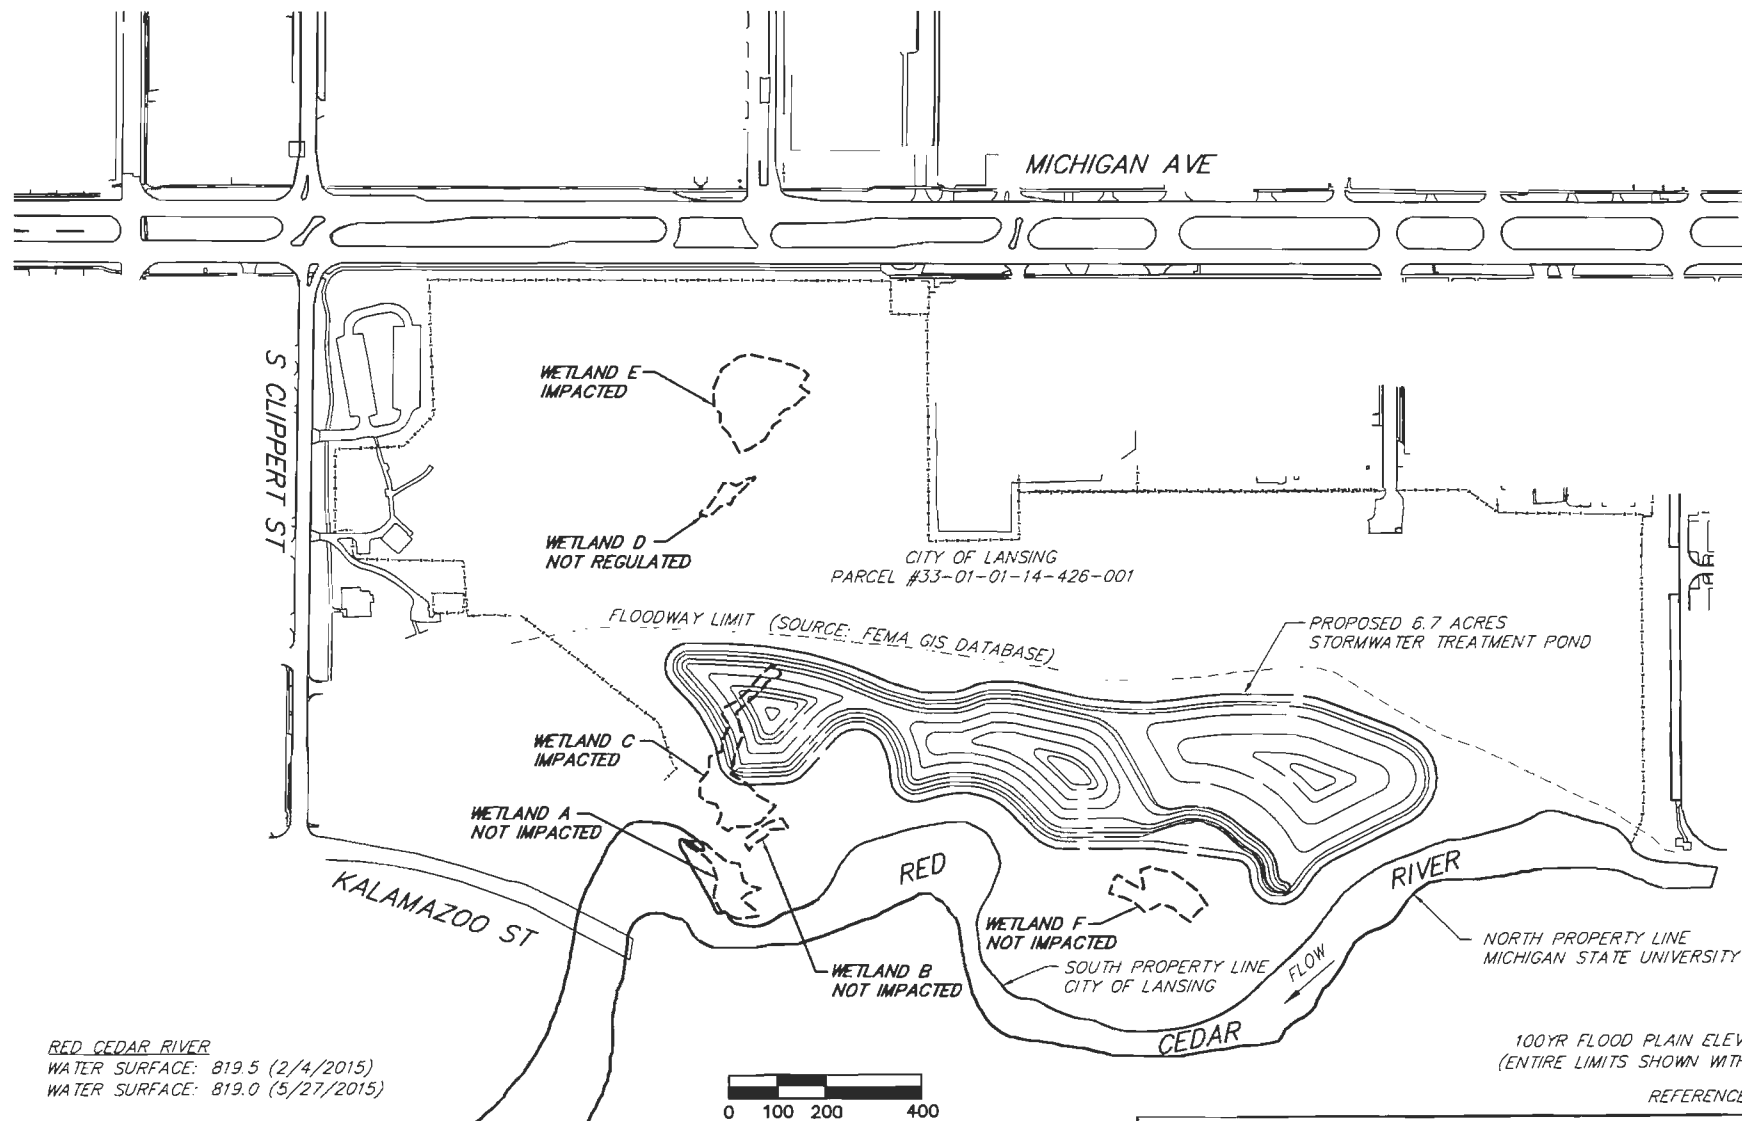 MICHIGAN AVE
S CLIPPERT ST
WETLAND E
IMPACTED
WETLAND D
NOT REGULATED
CITY OF LANSING
PARCEL #33-01-01-14-426-001
FLOODWAY LIMIT (SOURCE: FEMA GIS DATABASE)
PROPOSED 6.7 ACRES
STORMWATER TREATMENT POND
WETLAND C
IMPACTED
WETLAND A
NOT IMPACTED
KALAMAZOO ST
RED
RIVER
WETLAND F
NOT IMPACTED
NORTH PROPERTY LINE
MICHIGAN STATE UNIVERSITY
WETLAND B
NOT IMPACTED
SOUTH PROPERTY LINE
CITY OF LANSING
FLOW
CEDAR
RED CEDAR RIVER
WATER SURFACE: 819.5 (2/4/2015)
WATER SURFACE: 819.0 (5/27/2015)
0 100 200 400
100YR FLOOD PLAIN ELEV
(ENTIRE LIMITS SHOWN WITH
REFERENCE